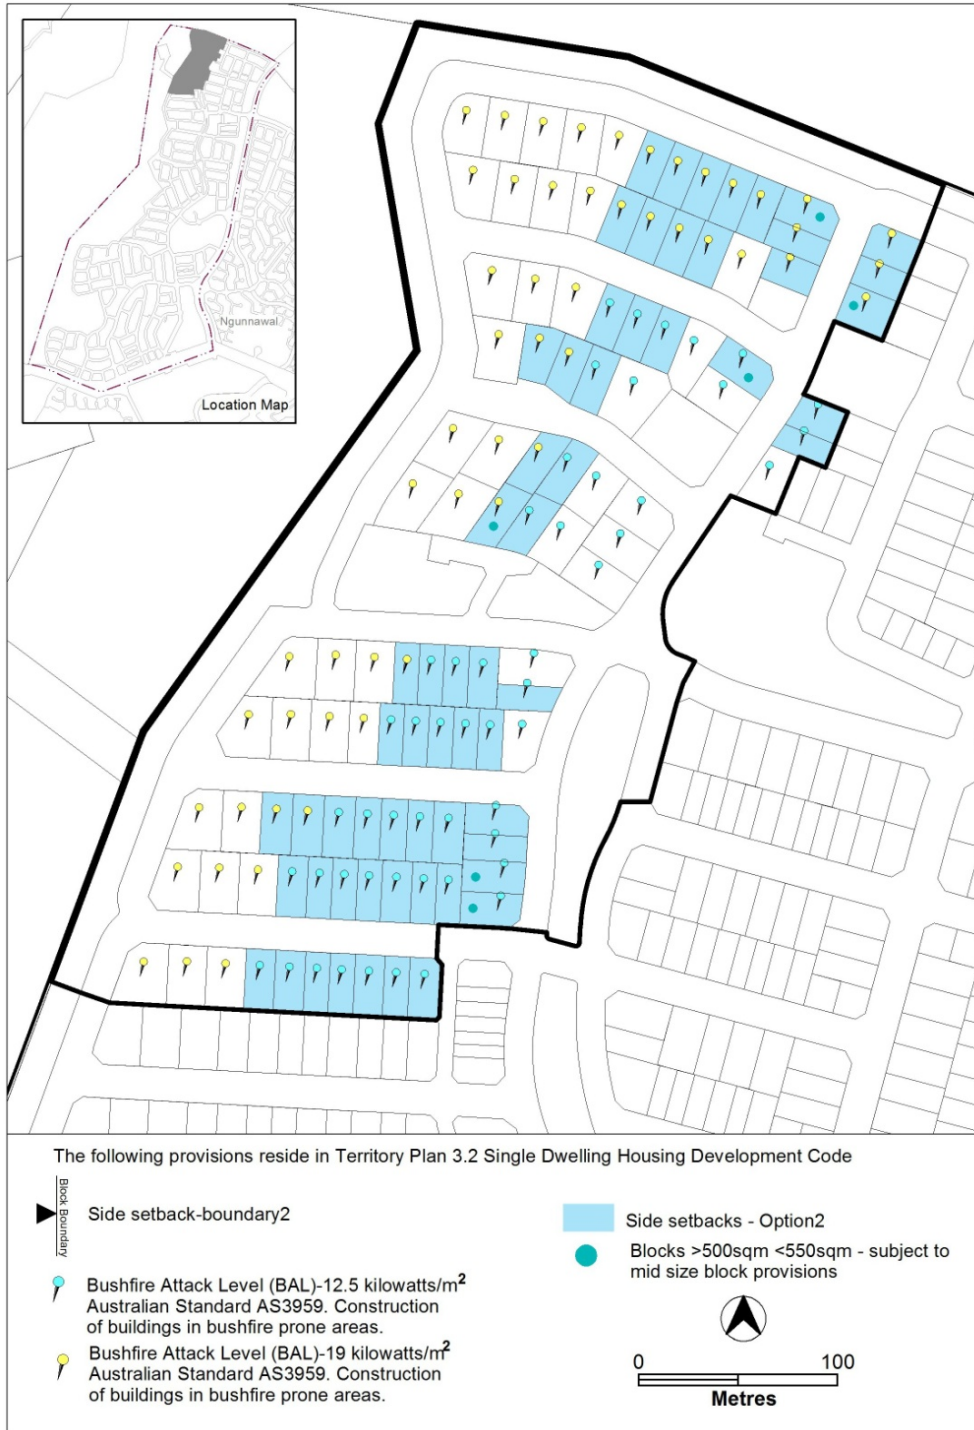 Ngunnawal
Location Map
The following provisions reside in Territory Plan 3.2 Single Dwelling Housing Development Code
Block Boundary
Side setback-boundary2
Bushfire Attack Level (BAL)-12.5 kilowatts/m²
Australian Standard AS3959. Construction
of buildings in bushfire prone areas.
Bushfire Attack Level (BAL)-19 kilowatts/m²
Australian Standard AS3959. Construction
of buildings in bushfire prone areas.
Side setbacks - Option2
Blocks >500sqm <550sqm - subject to
mid size block provisions
0 100
Metres